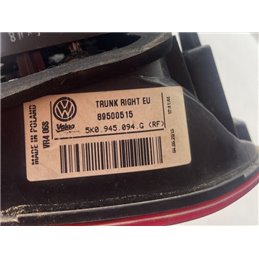 MADE IN POLAND
VR4 06S
TRUNK RIGHT EU
89500515
Valeo
5K0.945.094.G (RF)